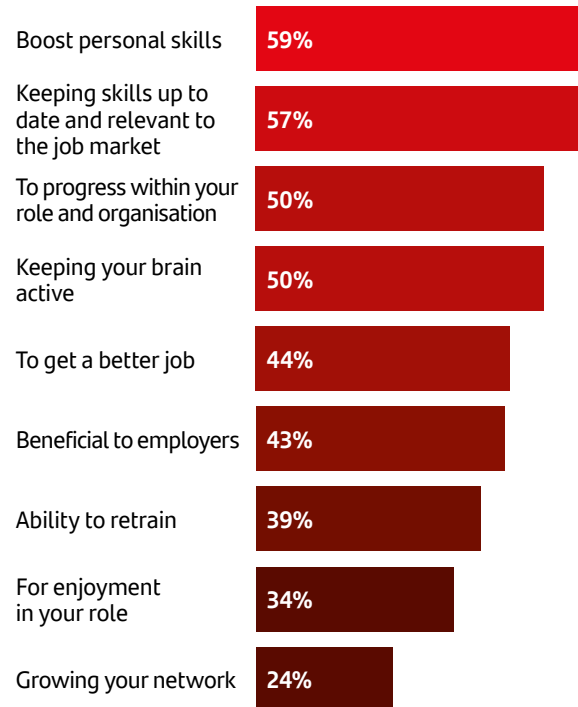 Boost personal skills 59%
Keeping skills up to
date and relevant to
the job market
57%
To progress within your
role and organisation
50%
Keeping your brain
active
50%
To get a better job 44%
Beneficial to employers 43%
Ability to retrain 39%
For enjoyment
in your role
34%
Growing your network 24%